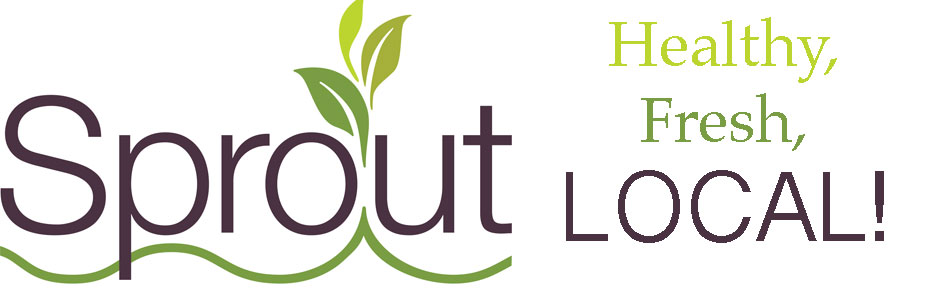 Sprout
Healthy,
Fresh,
LOCAL!